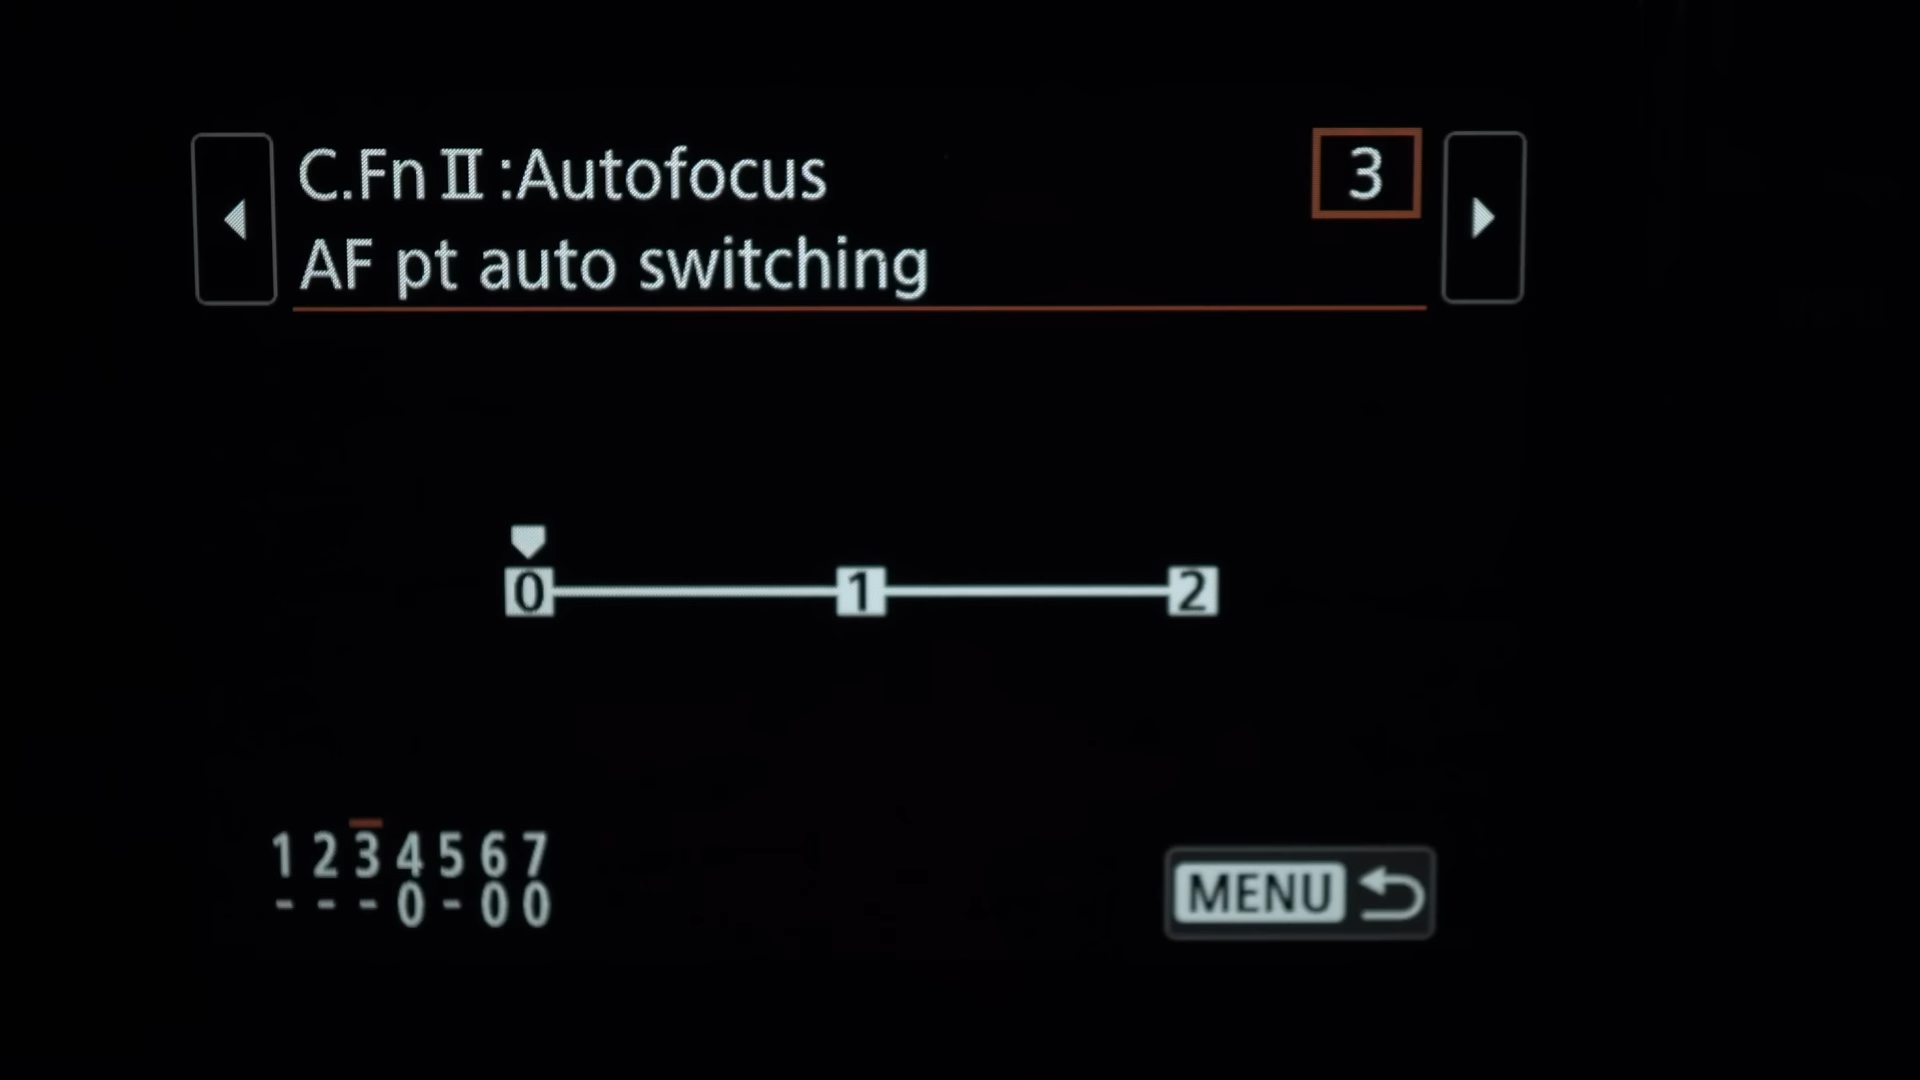 C.Fn II :Autofocus 3
AF pt auto switching
0 1 2
1 2 3 4 5 6 7
- - - 0 - 0 0
MENU